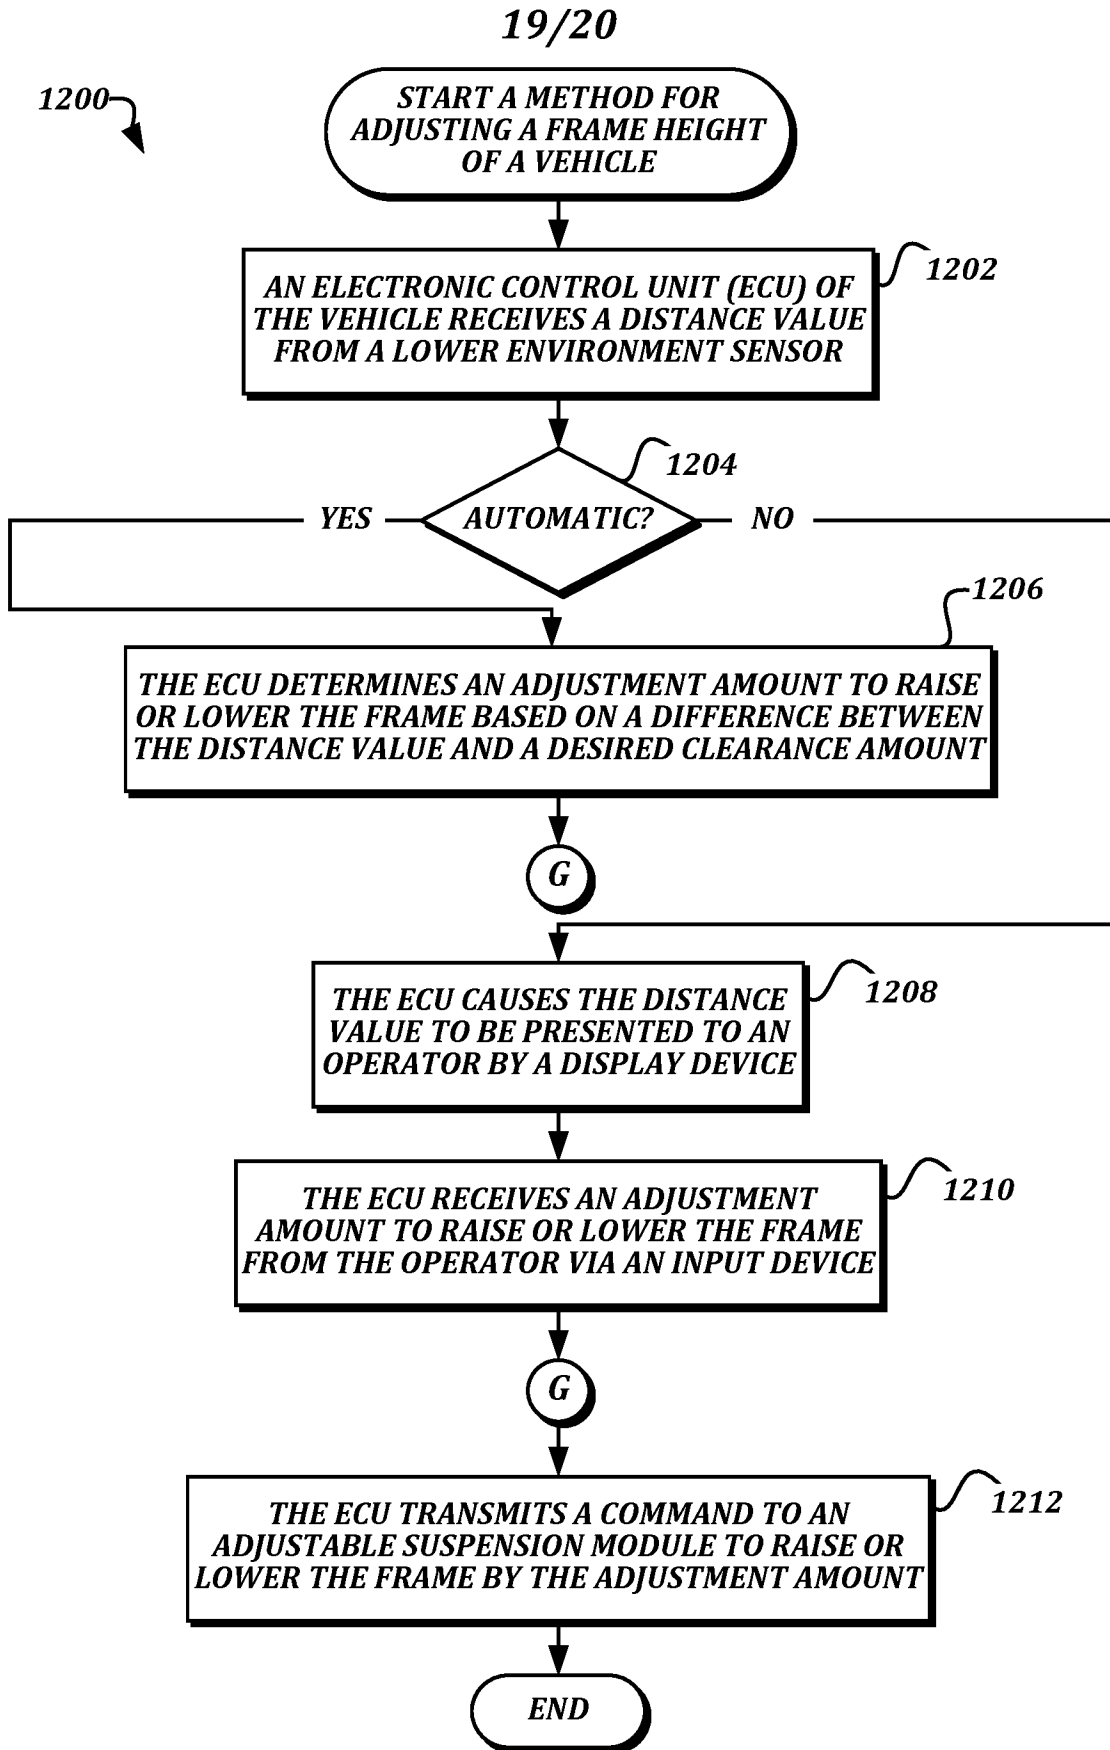 19/20
1200
START A METHOD FOR
ADJUSTING A FRAME HEIGHT
OF A VEHICLE
1202
AN ELECTRONIC CONTROL UNIT (ECU) OF
THE VEHICLE RECEIVES A DISTANCE VALUE
FROM A LOWER ENVIRONMENT SENSOR
1204
YES
AUTOMATIC?
NO
1206
THE ECU DETERMINES AN ADJUSTMENT AMOUNT TO RAISE
OR LOWER THE FRAME BASED ON A DIFFERENCE BETWEEN
THE DISTANCE VALUE AND A DESIRED CLEARANCE AMOUNT
G
1208
THE ECU CAUSES THE DISTANCE
VALUE TO BE PRESENTED TO AN
OPERATOR BY A DISPLAY DEVICE
1210
THE ECU RECEIVES AN ADJUSTMENT
AMOUNT TO RAISE OR LOWER THE FRAME
FROM THE OPERATOR VIA AN INPUT DEVICE
G
1212
THE ECU TRANSMITS A COMMAND TO AN
ADJUSTABLE SUSPENSION MODULE TO RAISE OR
LOWER THE FRAME BY THE ADJUSTMENT AMOUNT
END